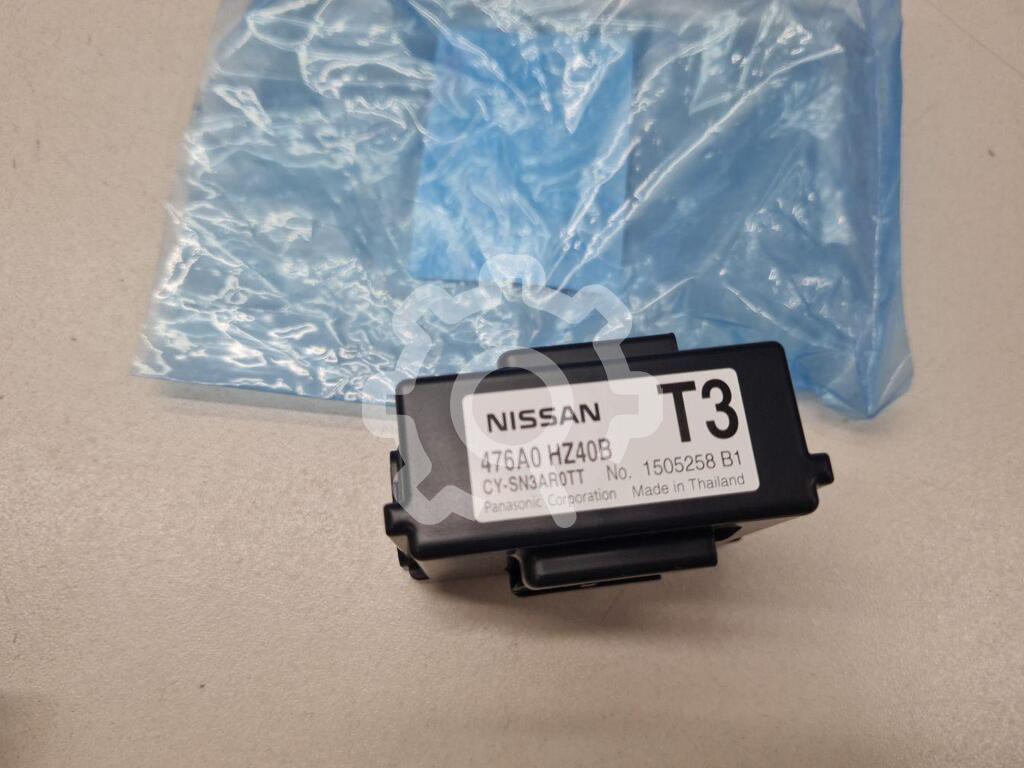 NISSAN T3
476A0 HZ40B
CY-SN3AR0TT No. 1505258 B1
Panasonic Corporation Made in Thailand